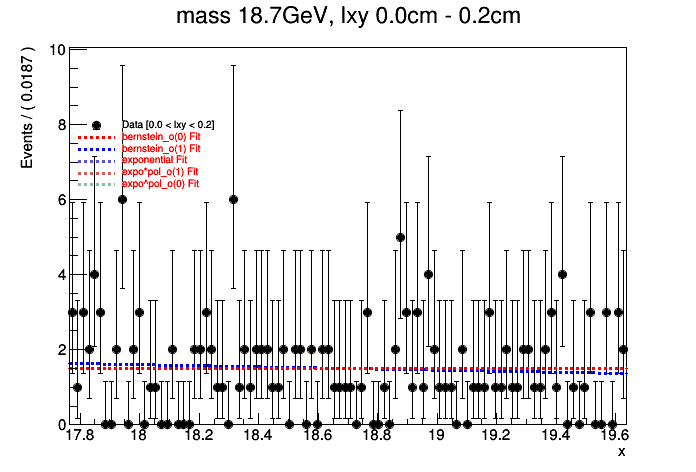 mass 18.7GeV, lxy 0.0cm - 0.2cm
Events / ( 0.0187 )
10
8
6
4
2
0
Data [0.0 < lxy < 0.2]
bernstein_o(0) Fit
bernstein_o(1) Fit
exponential Fit
expo*pol_o(1) Fit
expo^pol_o(0) Fit
17.8 18 18.2 18.4 18.6 18.8 19 19.2 19.4 19.6
x